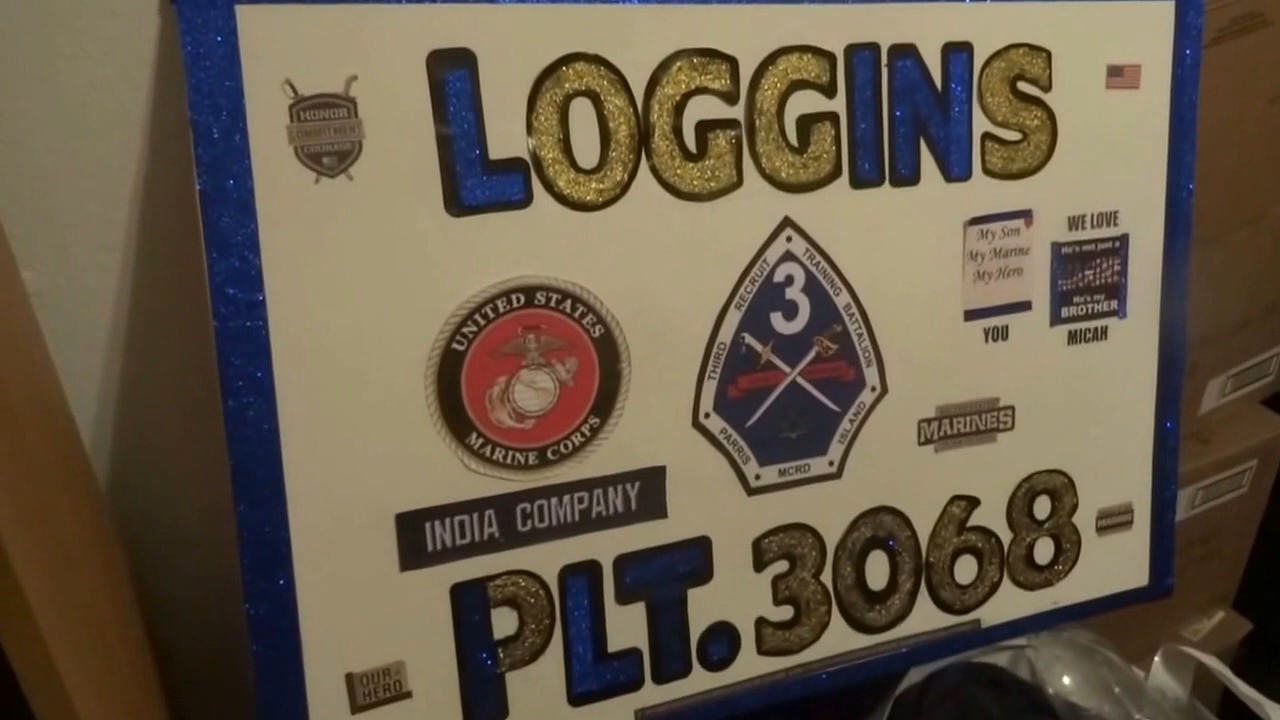 LOGGINS
HONOR
COMMITMENT
COURAGE
WE LOVE
My Son
My Marine
My Hero
He's not just a
MARINE
He's my
BROTHER
YOU
MICAH
3
THIRD RECRUIT TRAINING BATTALION
PARRIS MCRD ISLAND
UNITED STATES
MARINE CORPS
MARINES
INDIA COMPANY
PLT. 3068
OUR
HERO